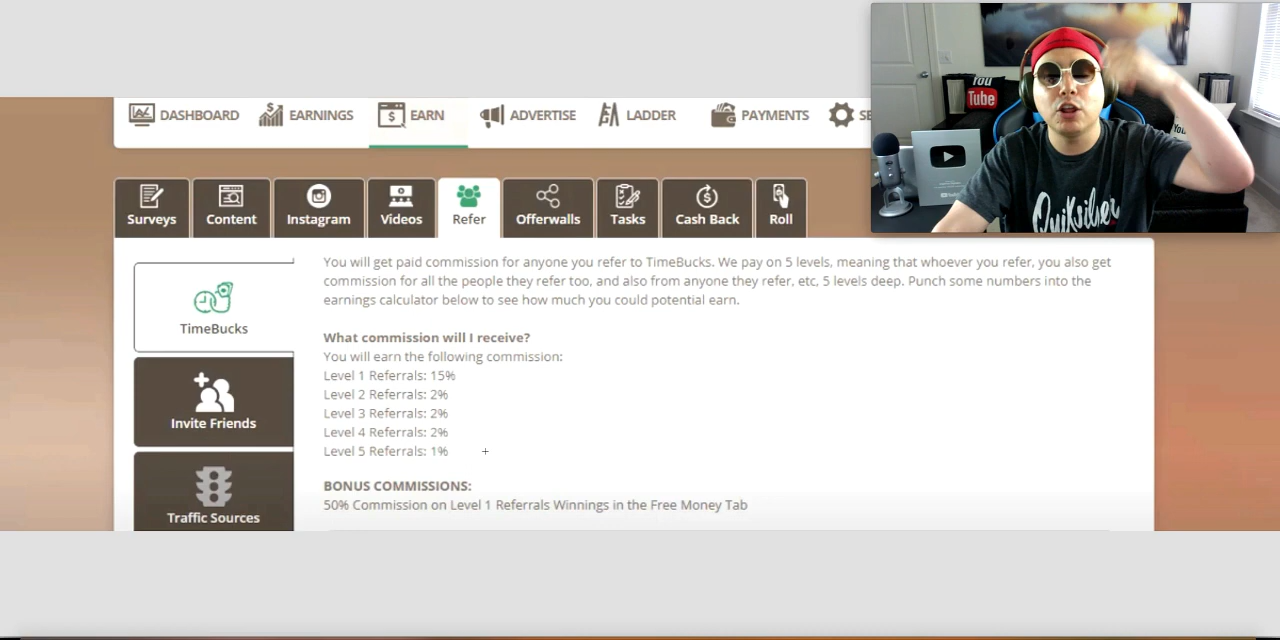 DASHBOARD EARNINGS EARN ADVERTISE LADDER PAYMENTS SE
Surveys Content Instagram Videos Refer Offerwalls Tasks Cash Back Roll
You Tube
You
Quiksilver
You will get paid commission for anyone you refer to TimeBucks. We pay on 5 levels, meaning that whoever you refer, you also get
commission for all the people they refer too, and also from anyone they refer, etc, 5 levels deep. Punch some numbers into the
earnings calculator below to see how much you could potential earn.
TimeBucks
What commission will I receive?
You will earn the following commission:
Level 1 Referrals: 15%
Level 2 Referrals: 2%
Level 3 Referrals: 2%
Level 4 Referrals: 2%
Level 5 Referrals: 1%
Invite Friends
BONUS COMMISSIONS:
50% Commission on Level 1 Referrals Winnings in the Free Money Tab
Traffic Sources